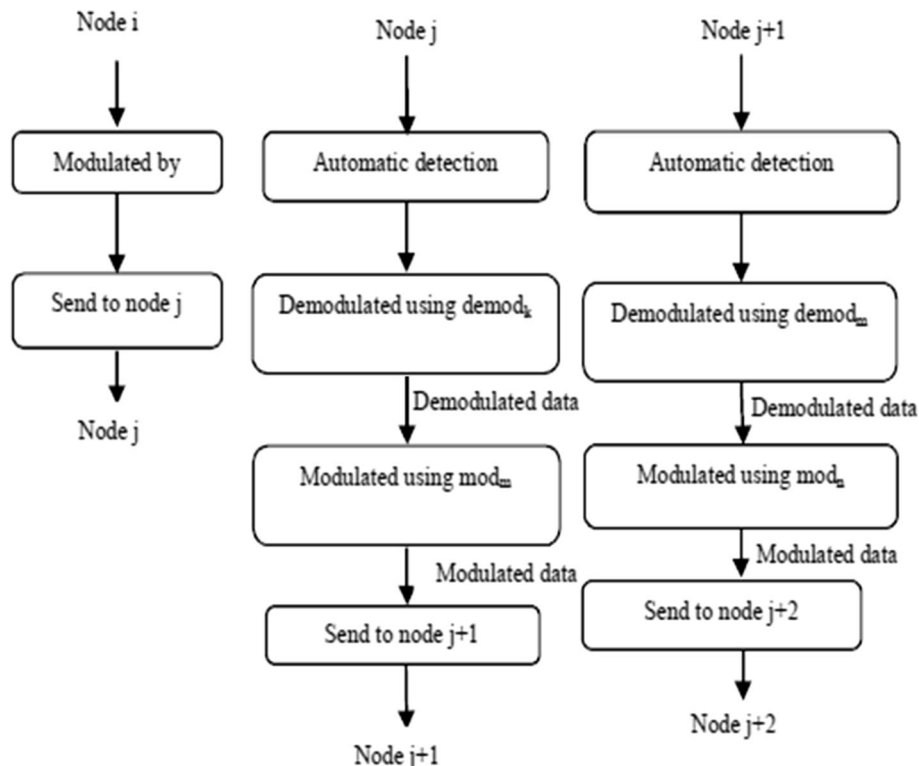 Node i
Modulated by
Send to node j
Node j
Node j
Automatic detection
Demodulated using demodₖ
Demodulated data
Modulated using modₘ
Modulated data
Send to node j+1
Node j+1
Node j+1
Automatic detection
Demodulated using demodₘ
Demodulated data
Modulated using modₙ
Modulated data
Send to node j+2
Node j+2